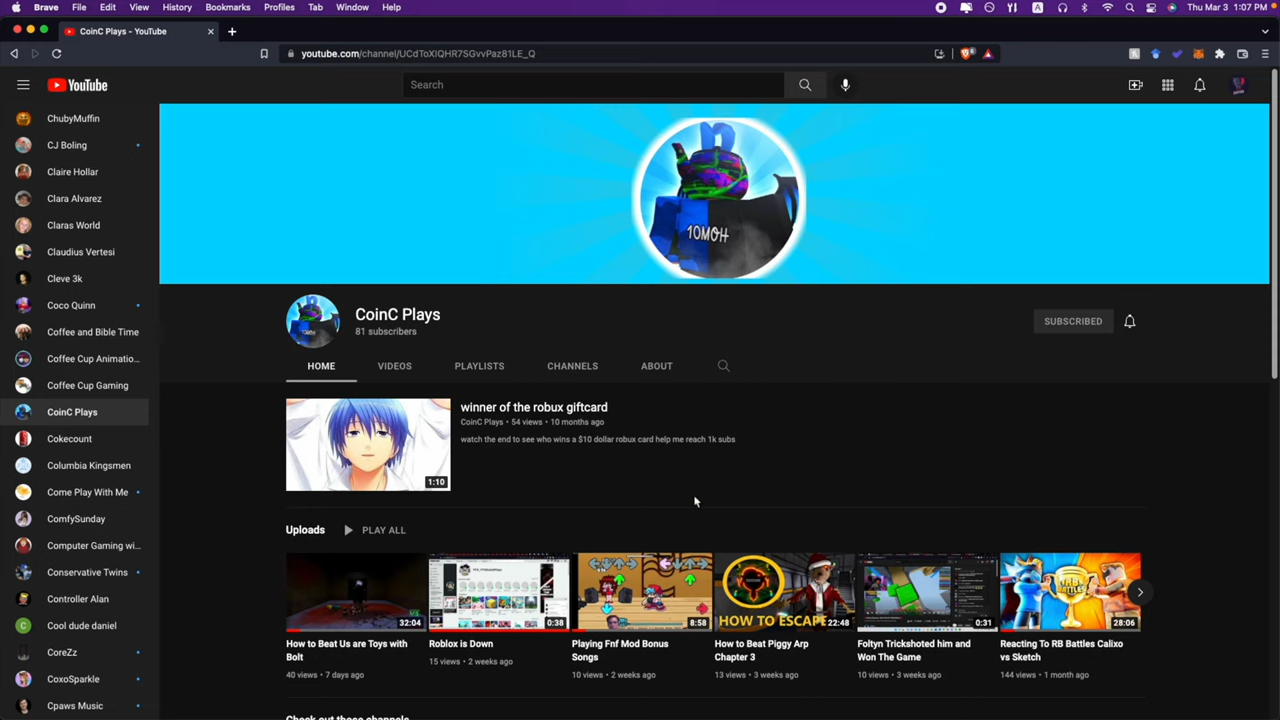 Brave File Edit View History Bookmarks Profiles Tab Window Help
A
Thu Mar 3 1:07 PM
CoinC Plays - YouTube
youtube.com/channel/UCdToXIQHR7SGvvPaz81LE_Q
YouTube
Search
ChubyMuffin
CJ Boling
Claire Hollar
Clara Alvarez
Claras World
Claudius Vertesi
Cleve 3k
Coco Quinn
Coffee and Bible Time
Coffee Cup Animatio...
Coffee Cup Gaming
CoinC Plays
Cokecount
Columbia Kingsmen
Come Play With Me
ComfySunday
Computer Gaming wi...
Conservative Twins
Controller Alan
C
Cool dude daniel
CoreZz
CoxoSparkle
Cpaws Music
10MOH
CoinC Plays
81 subscribers
SUBSCRIBED
HOME VIDEOS PLAYLISTS CHANNELS ABOUT
1:10
winner of the robux giftcard
CoinC Plays • 54 views • 10 months ago
watch the end to see who wins a $10 dollar robux card help me reach 1k subs
Uploads PLAY ALL
32:04
How to Beat Us are Toys with
Bolt
40 views • 7 days ago
0:38
Roblox is Down
15 views • 2 weeks ago
8:58
Playing Fnf Mod Bonus
Songs
10 views • 2 weeks ago
HOW TO ESCAPE
22:48
How to Beat Piggy Arp
Chapter 3
13 views • 3 weeks ago
0:31
Foltyn Trickshoted him and
Won The Game
10 views • 3 weeks ago
RB
BATTLES
28:06
Reacting To RB Battles Calixo
vs Sketch
144 views • 1 month ago
Check out these channels